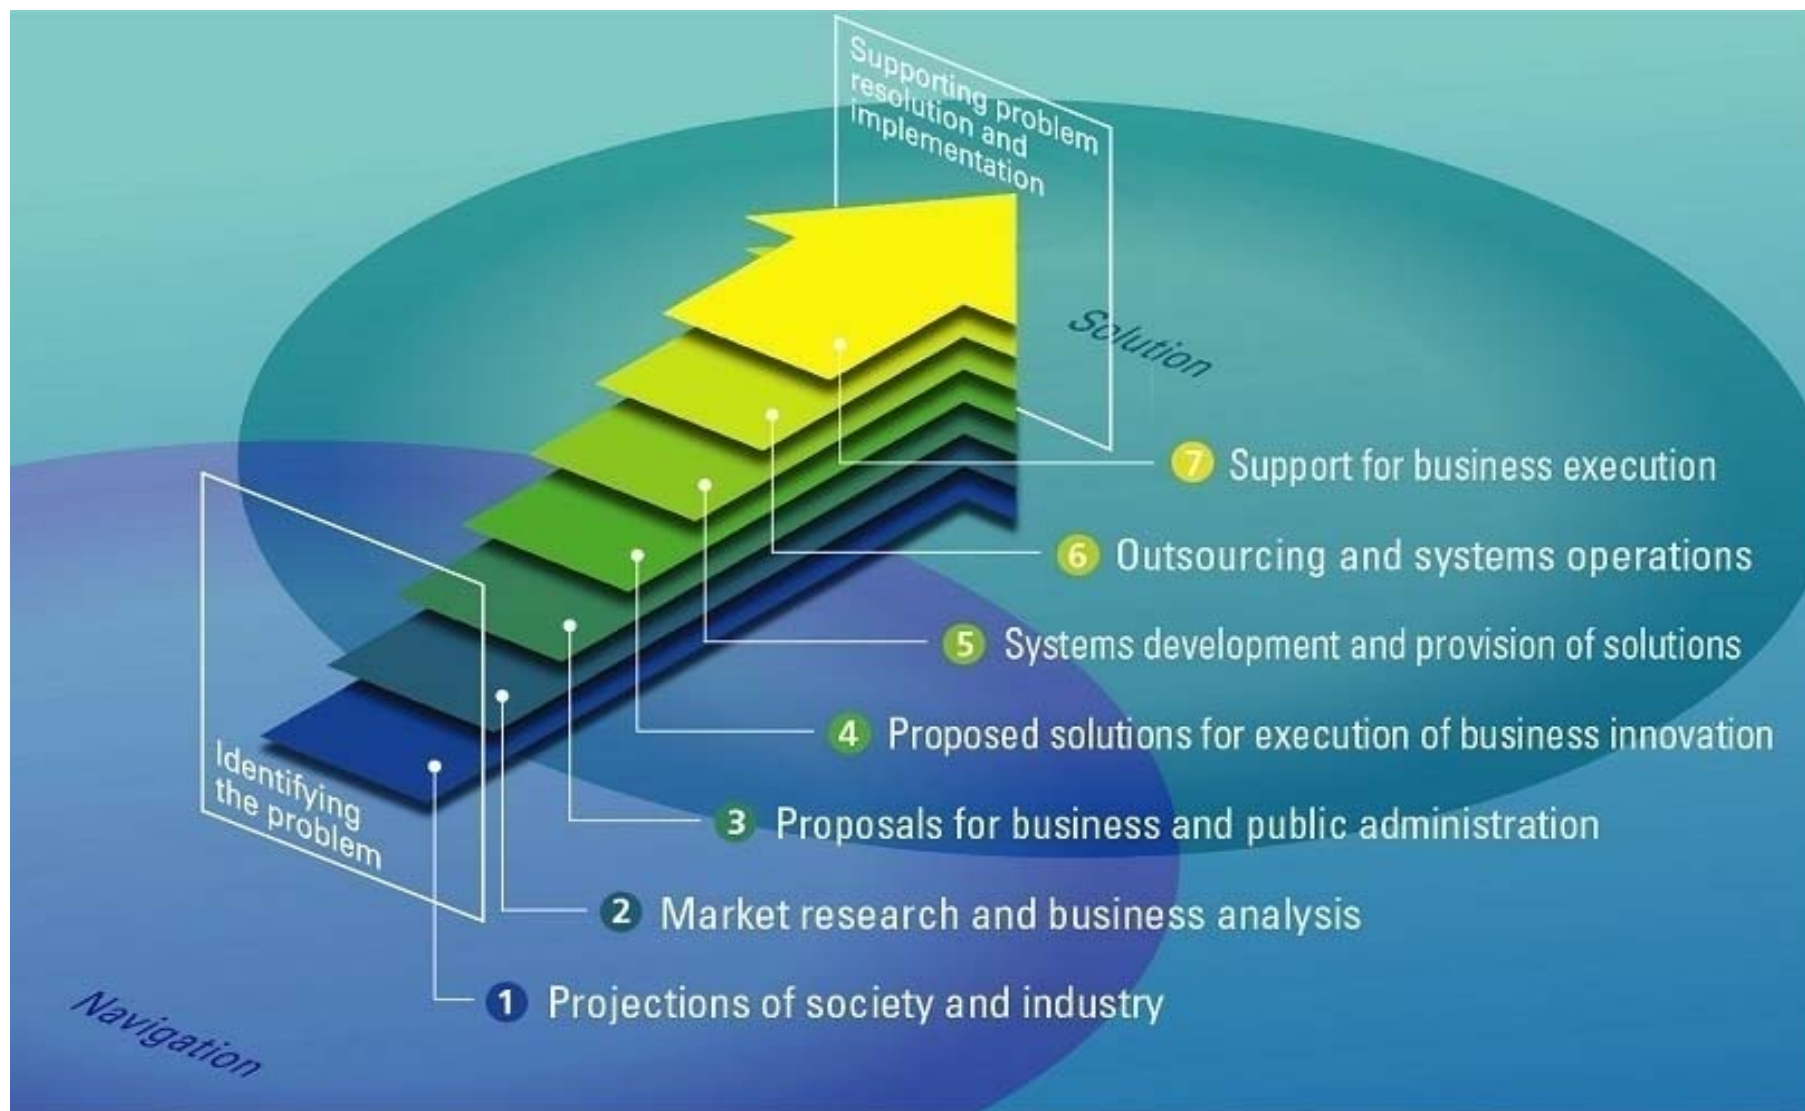 Supporting problem
resolution and
implementation
Solution
7 Support for business execution
6 Outsourcing and systems operations
5 Systems development and provision of solutions
4 Proposed solutions for execution of business innovation
3 Proposals for business and public administration
2 Market research and business analysis
1 Projections of society and industry
Identifying
the problem
Navigation